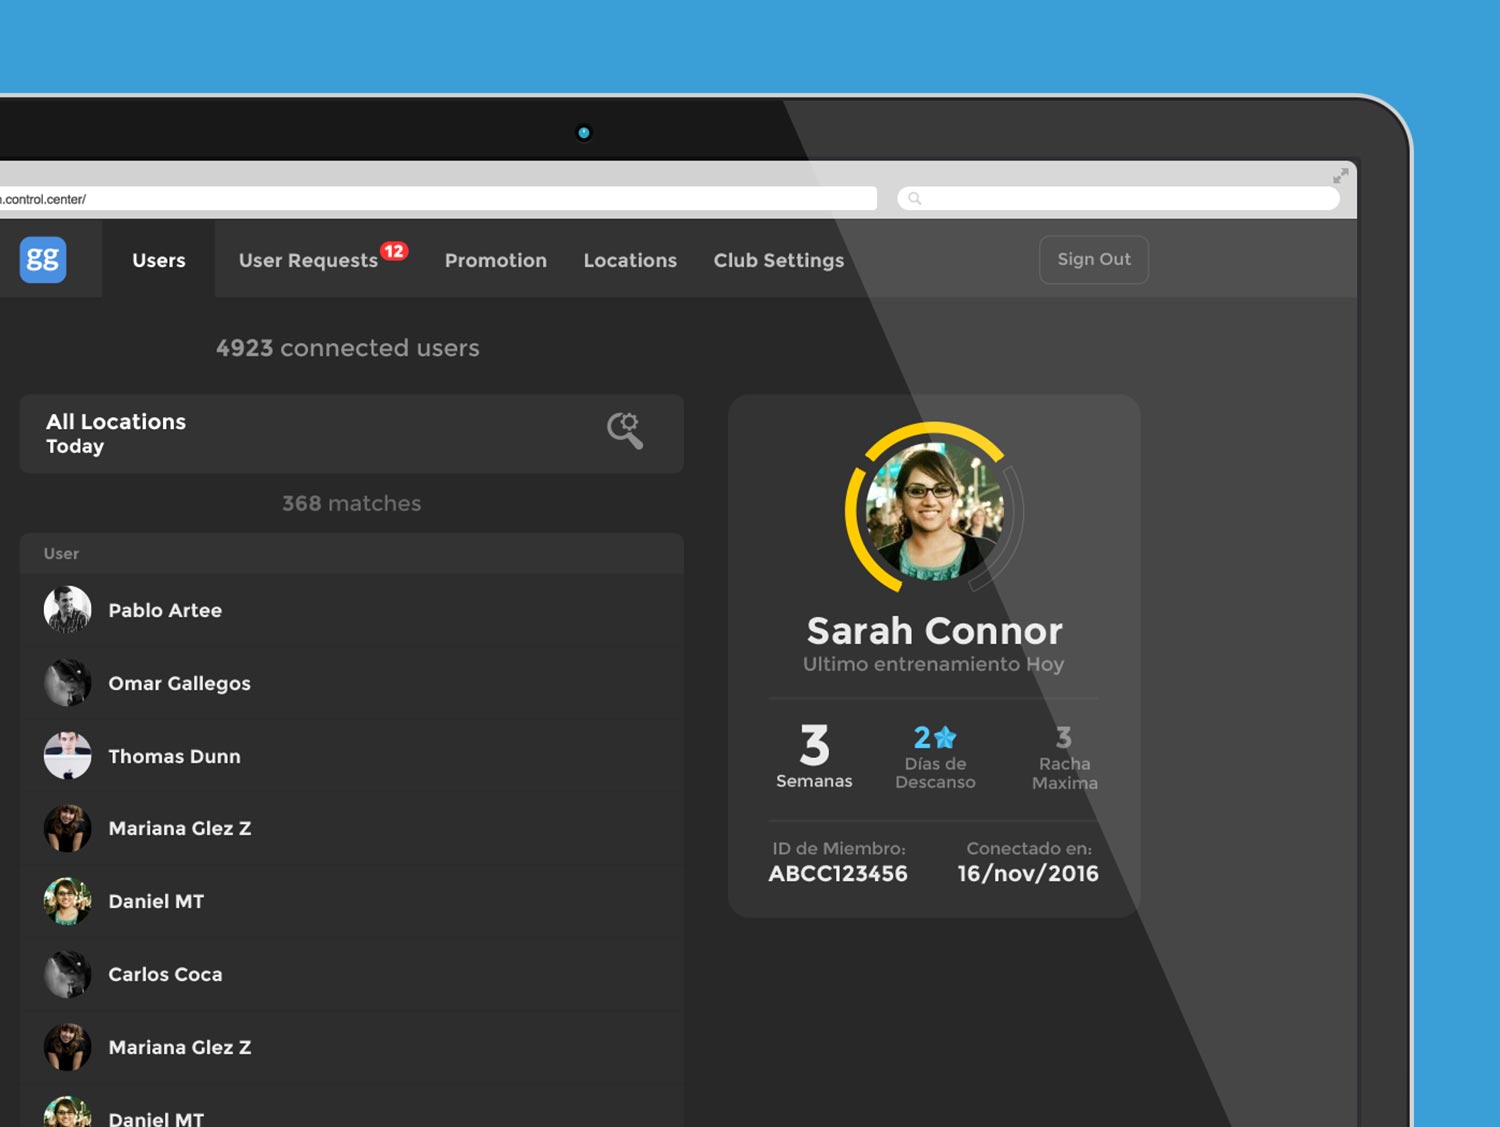 .control.center/
gg
Users
User Requests
12
Promotion
Locations
Club Settings
Sign Out
4923 connected users
All Locations
Today
368 matches
User
Pablo Artee
Omar Gallegos
Thomas Dunn
Mariana Glez Z
Daniel MT
Carlos Coca
Mariana Glez Z
Daniel MT
Sarah Connor
Ultimo entrenamiento Hoy
3
Semanas
2
Días de
Descanso
3
Racha
Maxima
ID de Miembro:
ABCC123456
Conectado en:
16/nov/2016